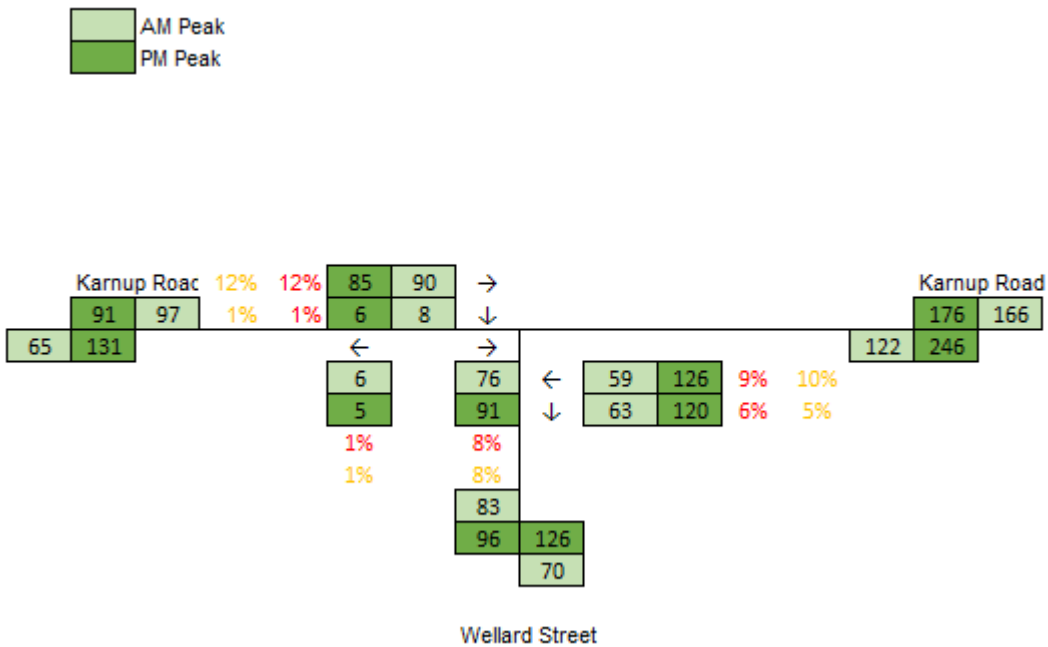 AM Peak
PM Peak
Karnup Roac 12% 12% 85 90 → Karnup Road
91 97 1% 1% 6 8 ↓ 176 166
65 131 ← → 122 246
6 76 ← 59 126 9% 10%
5 91 ↓ 63 120 6% 5%
1% 8%
1% 8%
83
96 126
70
Wellard Street